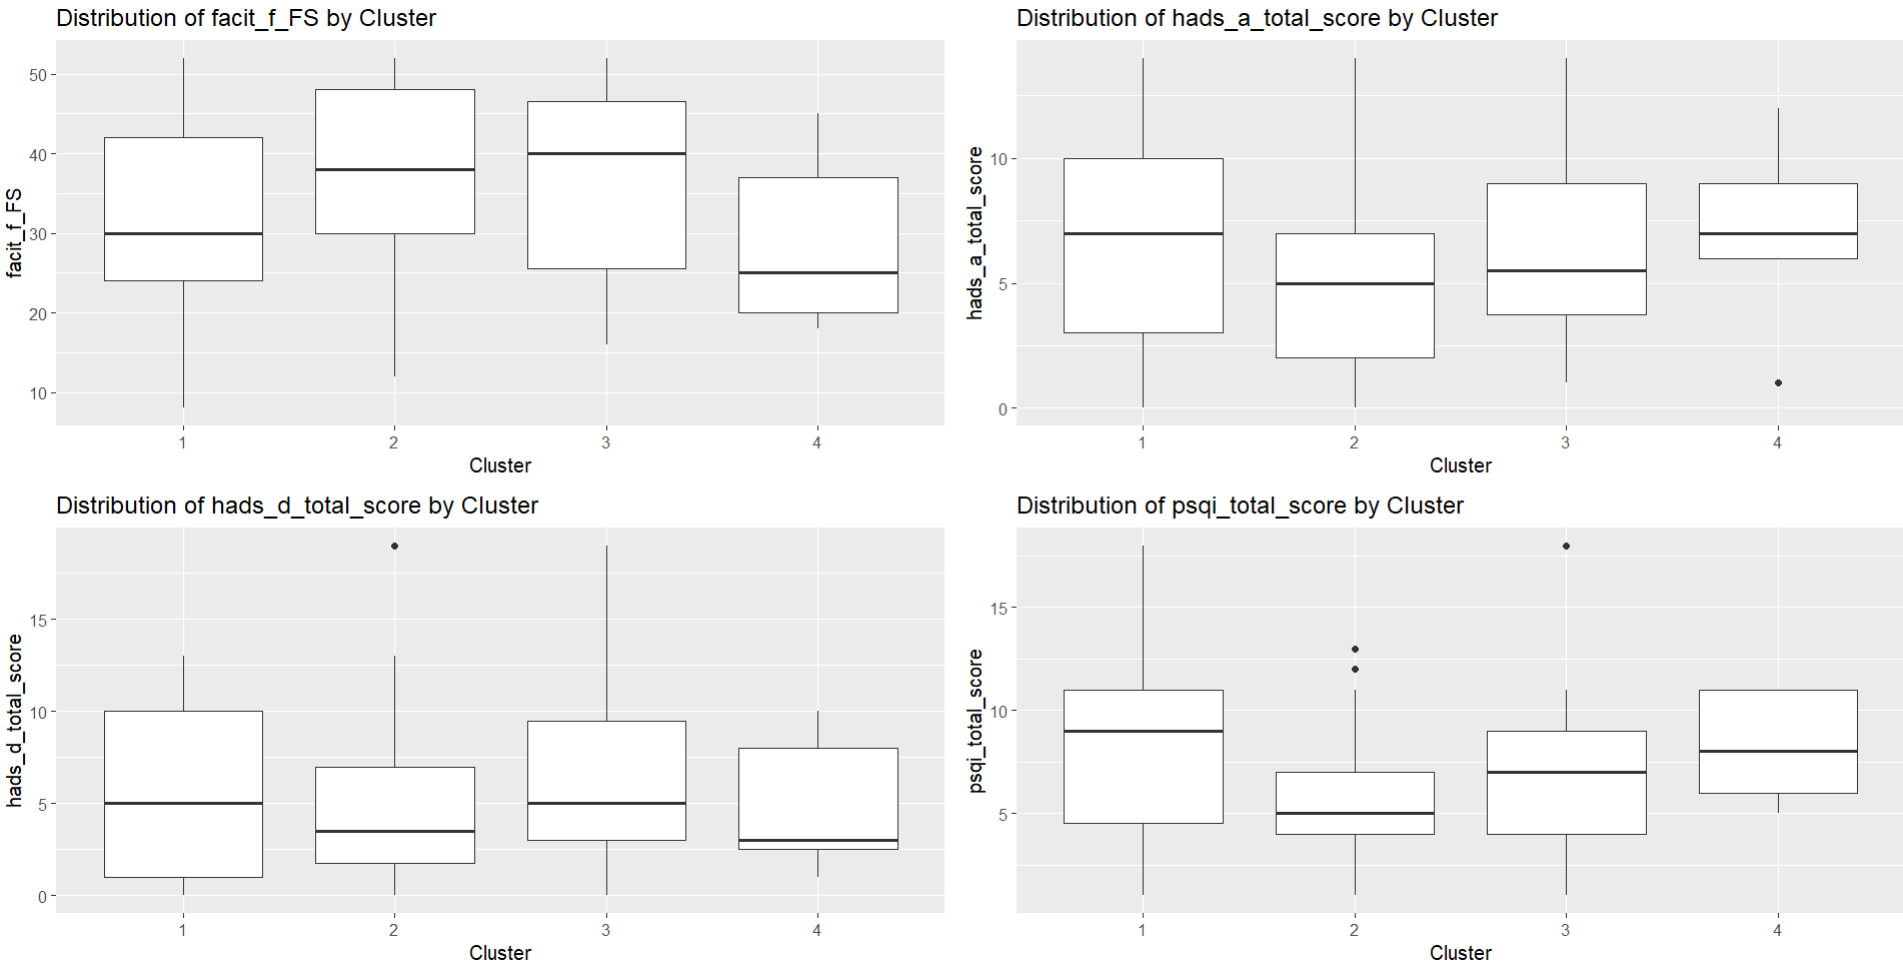 Distribution of facit_f_FS by Cluster
facit_f_FS
50
40
30
20
10
1 2 3 4
Cluster
Distribution of hads_a_total_score by Cluster
hads_a_total_score
10
5
0
1 2 3 4
Cluster
Distribution of hads_d_total_score by Cluster
hads_d_total_score
15
10
5
0
1 2 3 4
Cluster
Distribution of psqi_total_score by Cluster
psqi_total_score
15
10
5
1 2 3 4
Cluster